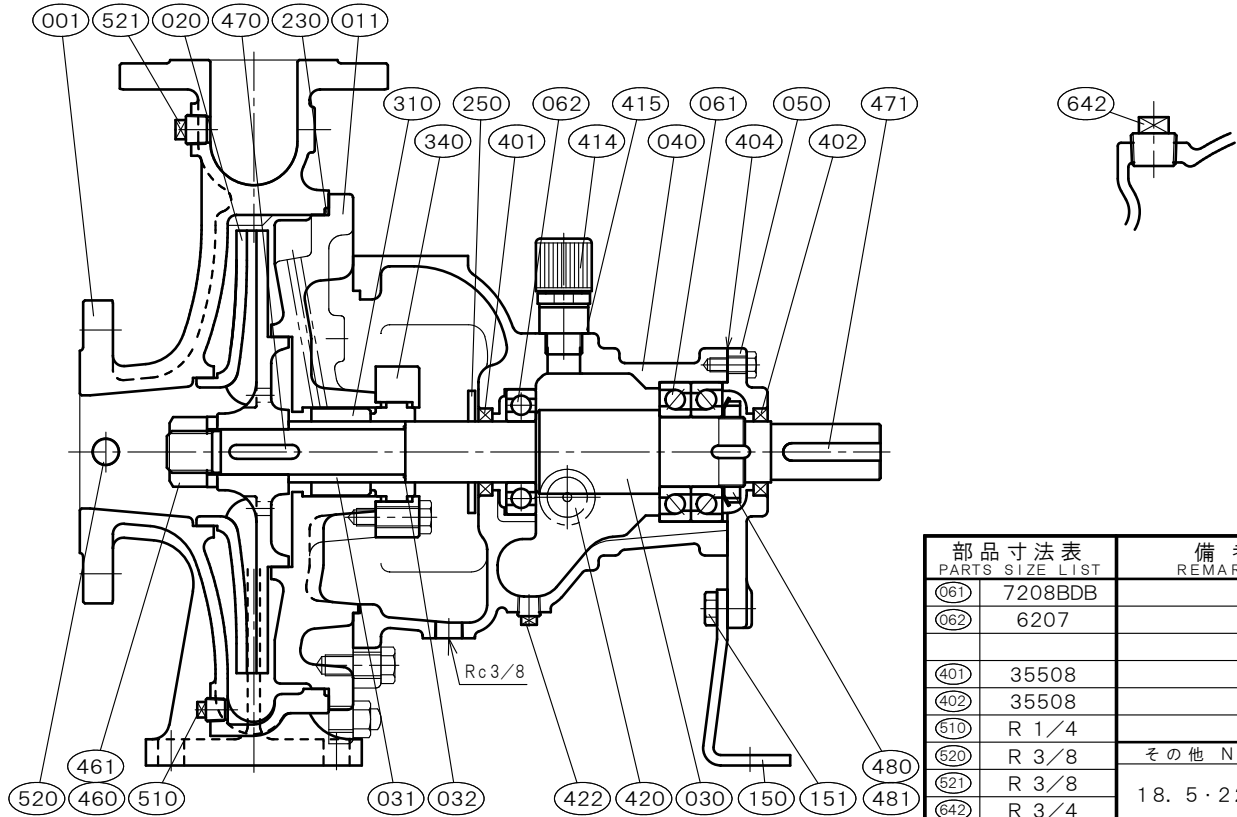 001 521 020 470 230 011
310 250 062 415 061 050 471 642
340 401 414 040 404 402
Rc3/8
461 480
520 460 510 031 032 422 420 030 150 151 481
部品寸法表 備
PARTS SIZE LIST REMAR
061 7208BDB
062 6207
401 35508
402 35508
510 R 1/4
520 R 3/8 その他 N
521 R 3/8 18. 5・22
642 R 3/4